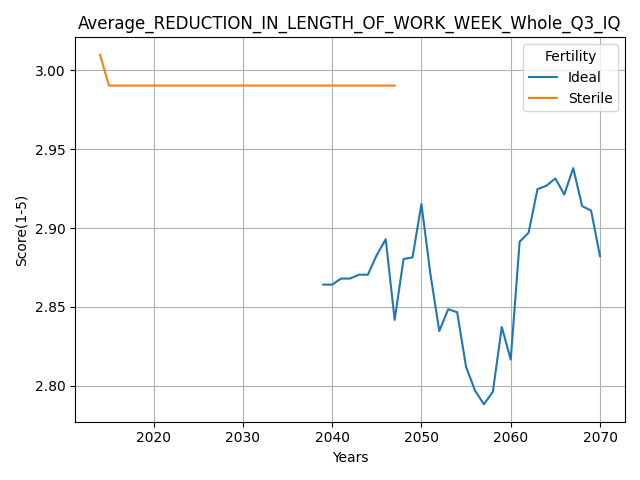 Average_REDUCTION_IN_LENGTH_OF_WORK_WEEK_Whole_Q3_IQ
Fertility
Ideal
Sterile
Score(1-5)
3.00
2.95
2.90
2.85
2.80
2020 2030 2040 2050 2060 2070
Years